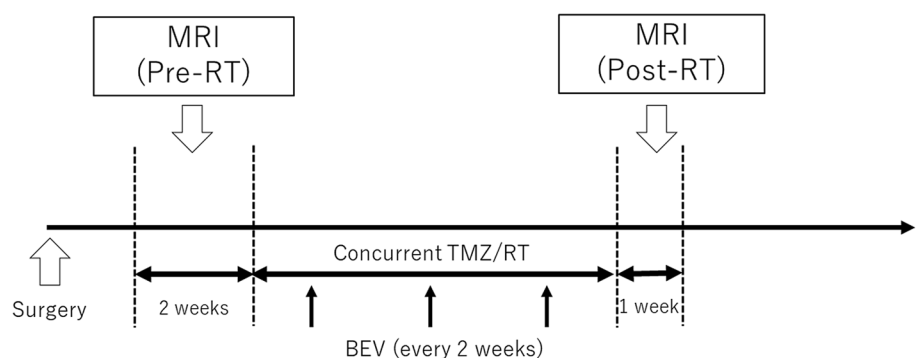 MRI
(Pre-RT)
MRI
(Post-RT)
Concurrent TMZ/RT
Surgery
2 weeks
1 week
BEV (every 2 weeks)